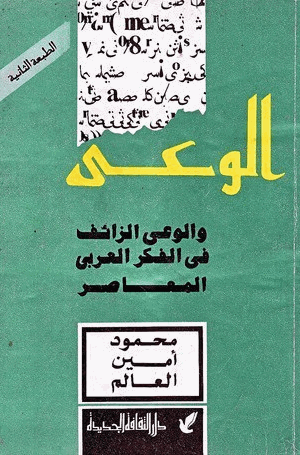 الطبعة الثانية
الوعى
والوعى الزائف
فى الفكر العربى
المعاصر
محمود
أمين
العالم
دار الثقافة الجديدة